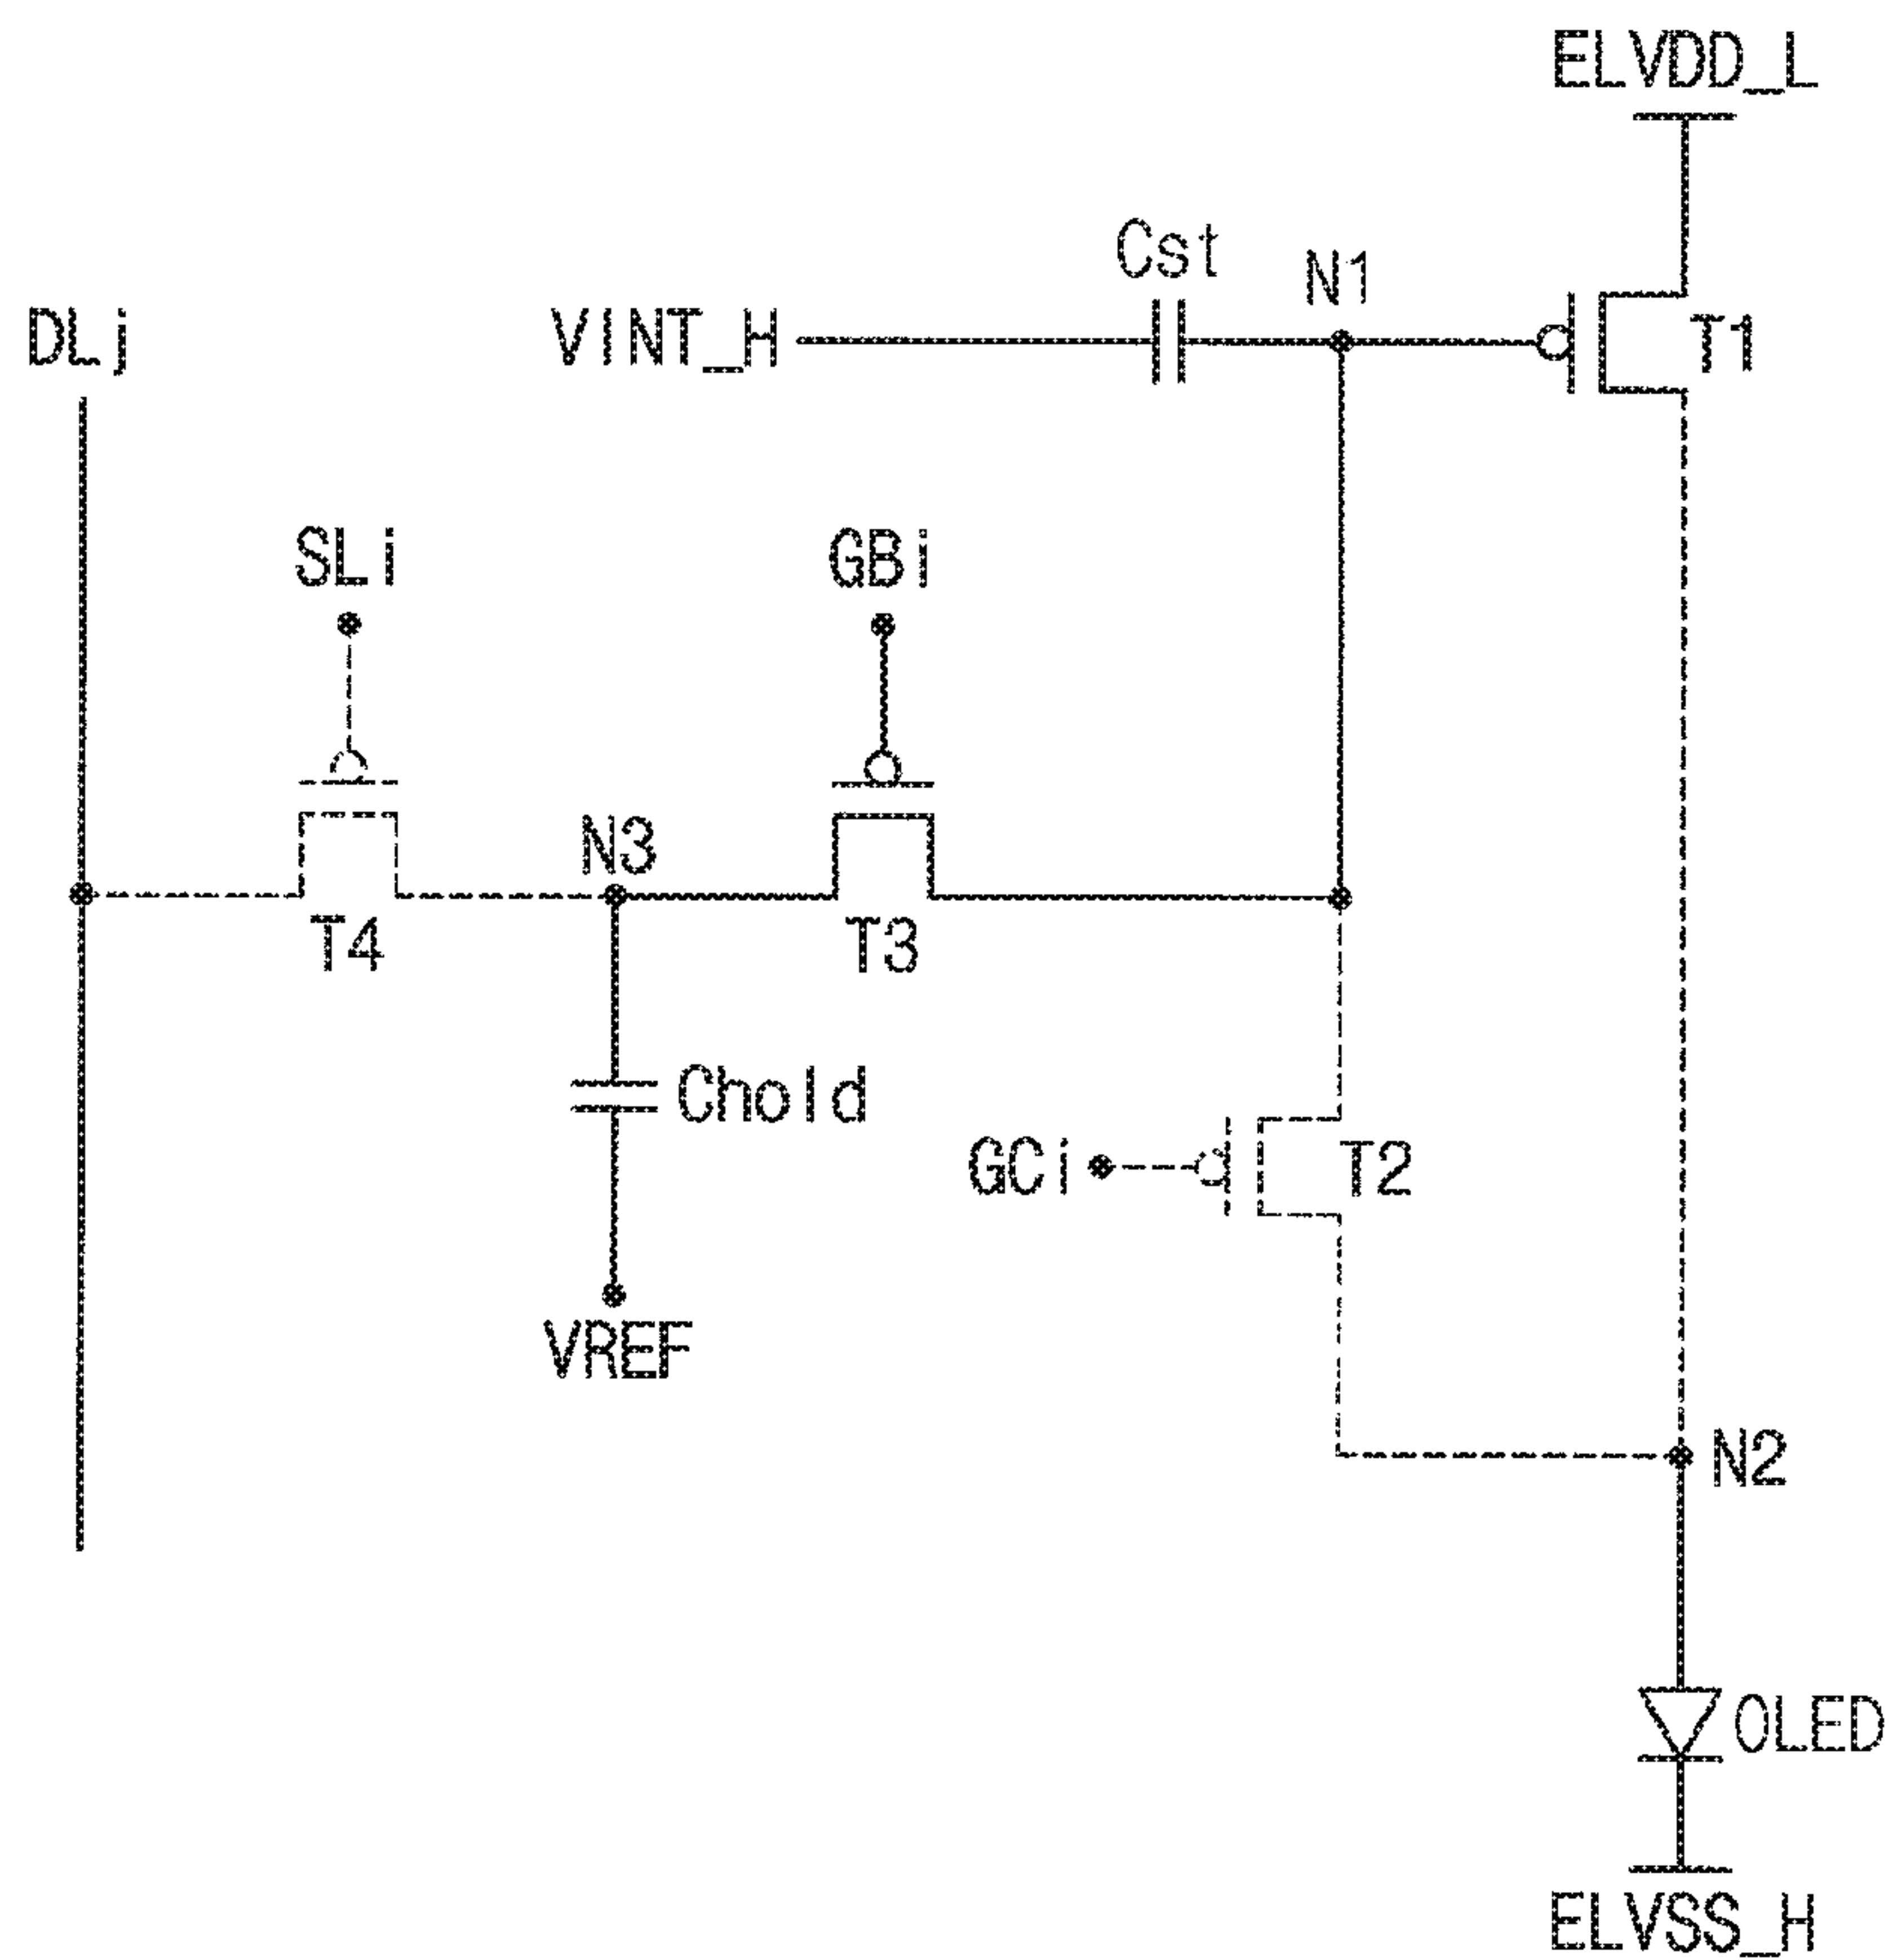 ELVDD_L
Cst
N1
DLj
VINT_H
T1
SLi
GBi
N3
T4
T3
Chold
GCi
T2
VREF
N2
OLED
ELVSS_H